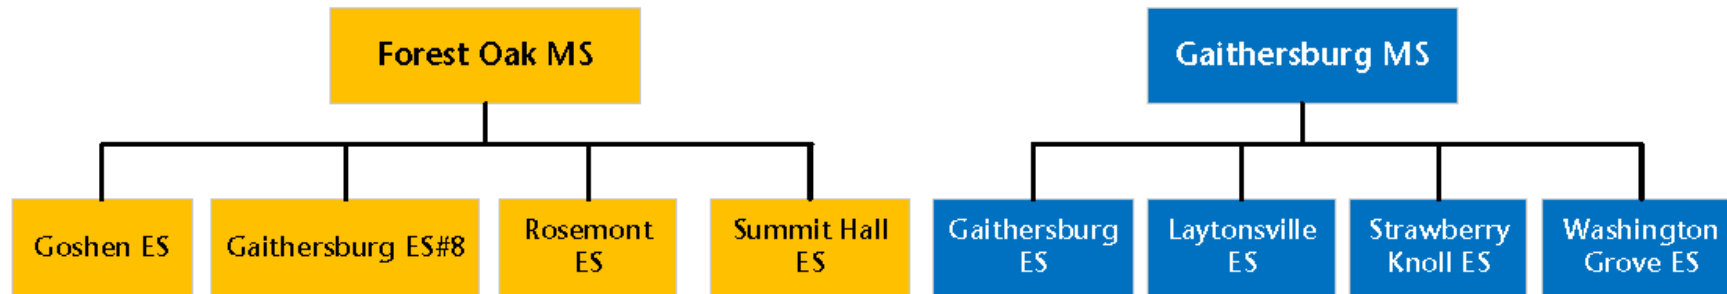 Forest Oak MS
Gaithersburg MS
Goshen ES
Gaithersburg ES#8
Rosemont
ES
Summit Hall
ES
Gaithersburg
ES
Laytonsville
ES
Strawberry
Knoll ES
Washington
Grove ES